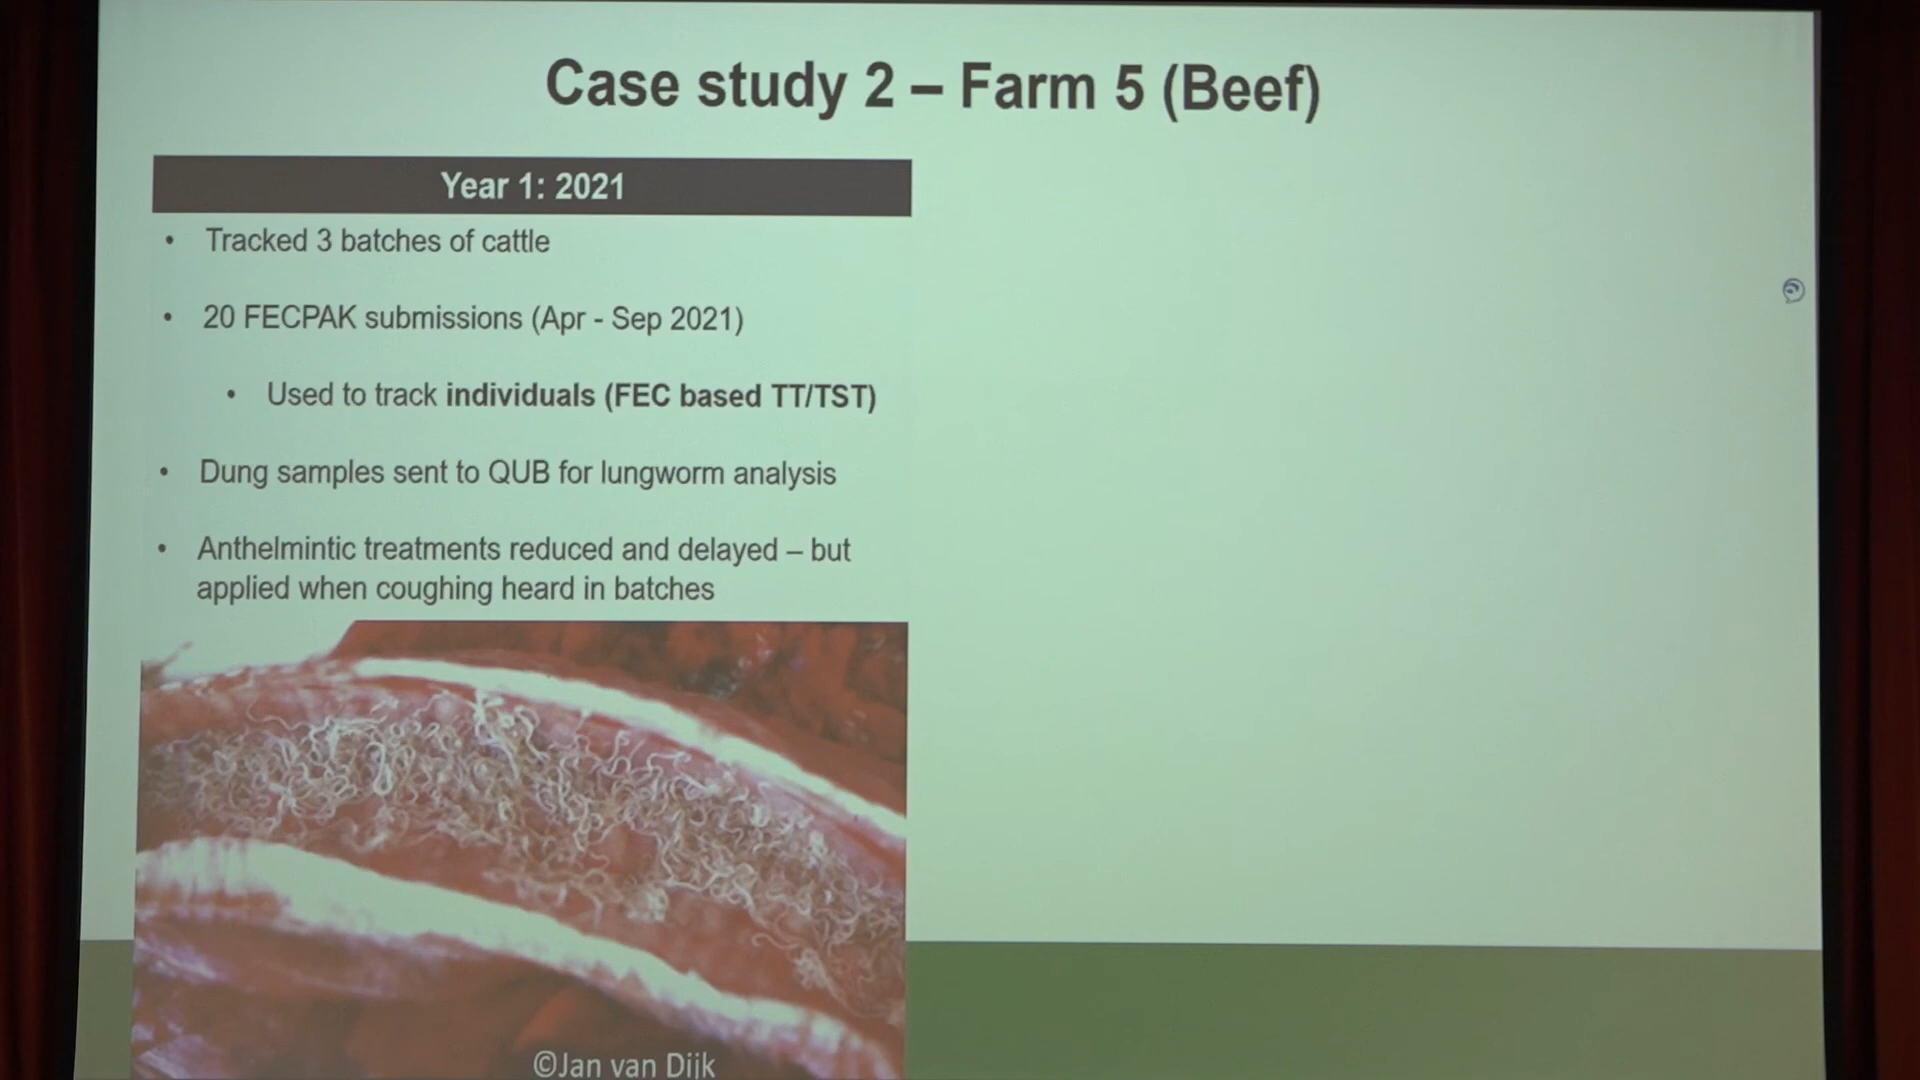 Case study 2 – Farm 5 (Beef)
Year 1: 2021
• Tracked 3 batches of cattle
• 20 FECPAK submissions (Apr - Sep 2021)
• Used to track individuals (FEC based TT/TST)
• Dung samples sent to QUB for lungworm analysis
• Anthelmintic treatments reduced and delayed – but
applied when coughing heard in batches
©Jan van Dijk